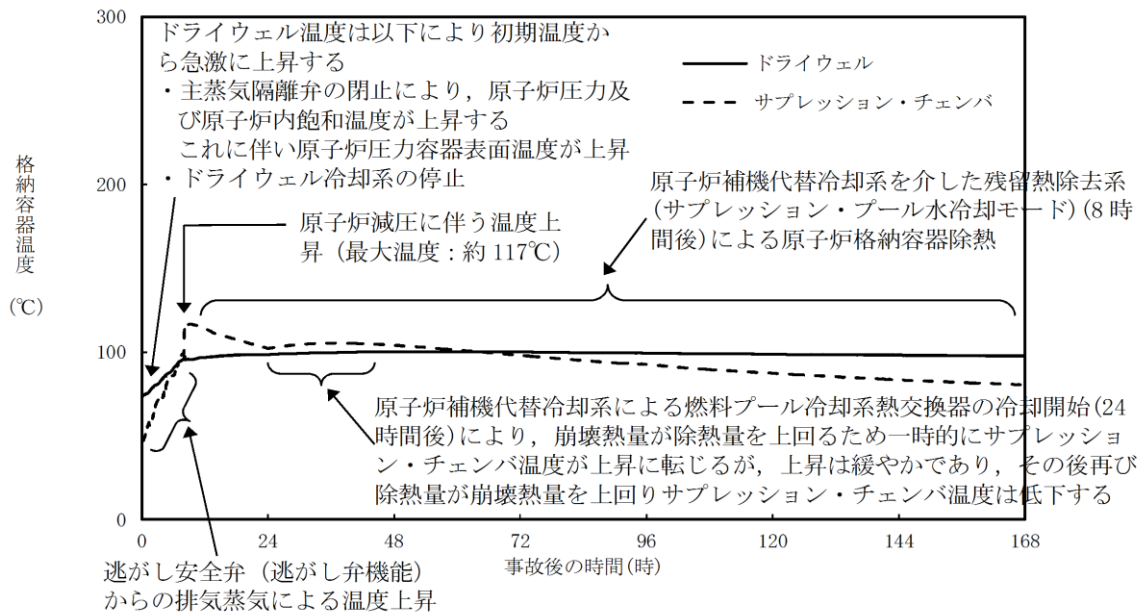 300
ドライウェル温度は以下により初期温度か
ら急激に上昇する
・主蒸気隔離弁の閉止により，原子炉圧力及
び原子炉内飽和温度が上昇する
これに伴い原子炉圧力容器表面温度が上昇
・ドライウェル冷却系の停止
ドライウェル
サプレッション・チェンバ
格納容器温度
(℃)
200
原子炉減圧に伴う温度上
昇（最大温度：約 117℃）
原子炉補機代替冷却系を介した残留熱除去系
(サプレッション・プール水冷却モード) (8 時
間後)による原子炉格納容器除熱
100
原子炉補機代替冷却系による燃料プール冷却系熱交換器の冷却開始(24
時間後)により，崩壊熱量が除熱量を上回るため一時的にサプレッショ
ン・チェンバ温度が上昇に転じるが，上昇は緩やかであり，その後再び
除熱量が崩壊熱量を上回りサプレッション・チェンバ温度は低下する
0
0 24 48 72 96 120 144 168
事故後の時間(時)
逃がし安全弁（逃がし弁機能）
からの排気蒸気による温度上昇